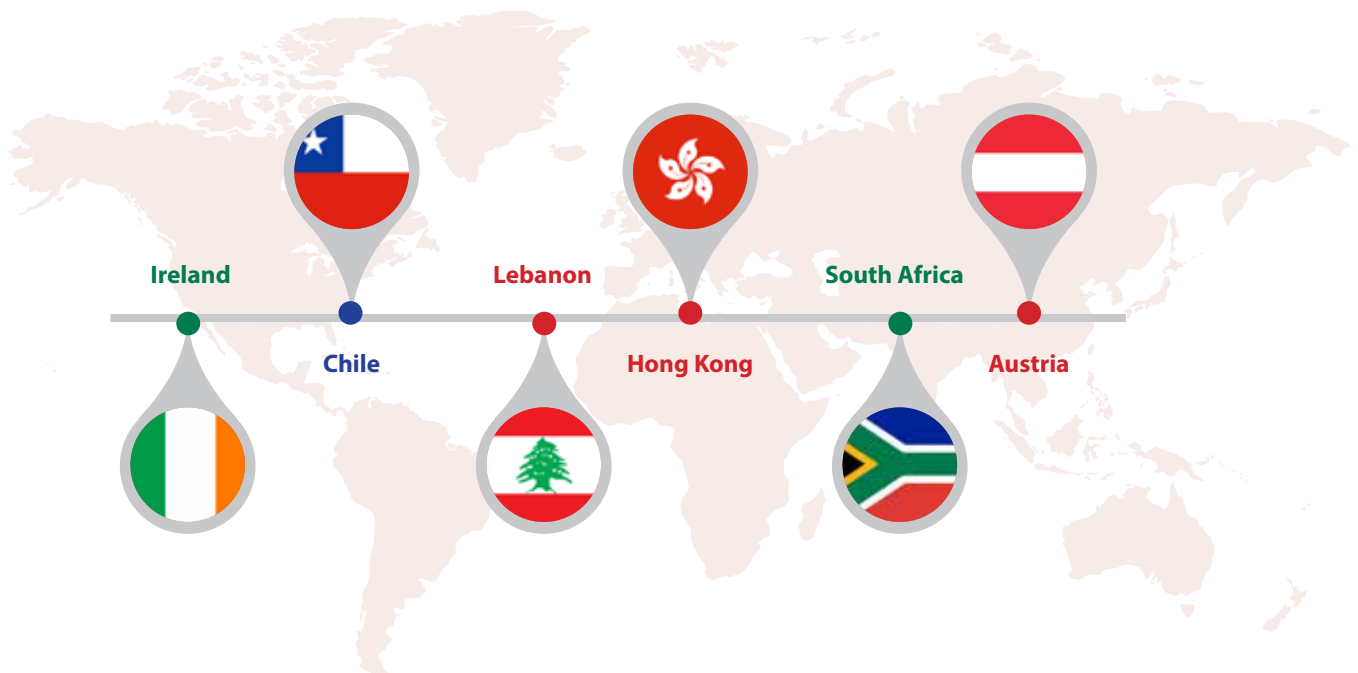 Ireland
Lebanon
South Africa
Chile
Hong Kong
Austria